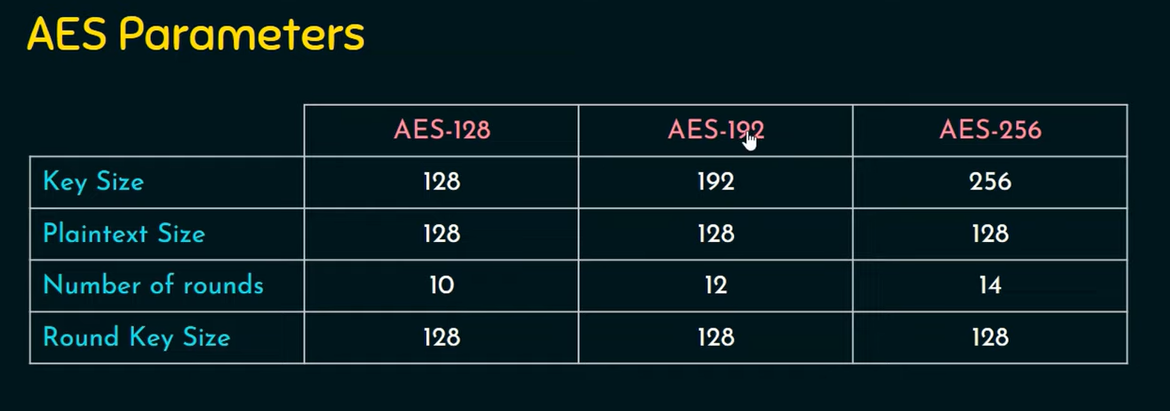 AES Parameters
AES-128 AES-192 AES-256
Key Size 128 192 256
Plaintext Size 128 128 128
Number of rounds 10 12 14
Round Key Size 128 128 128